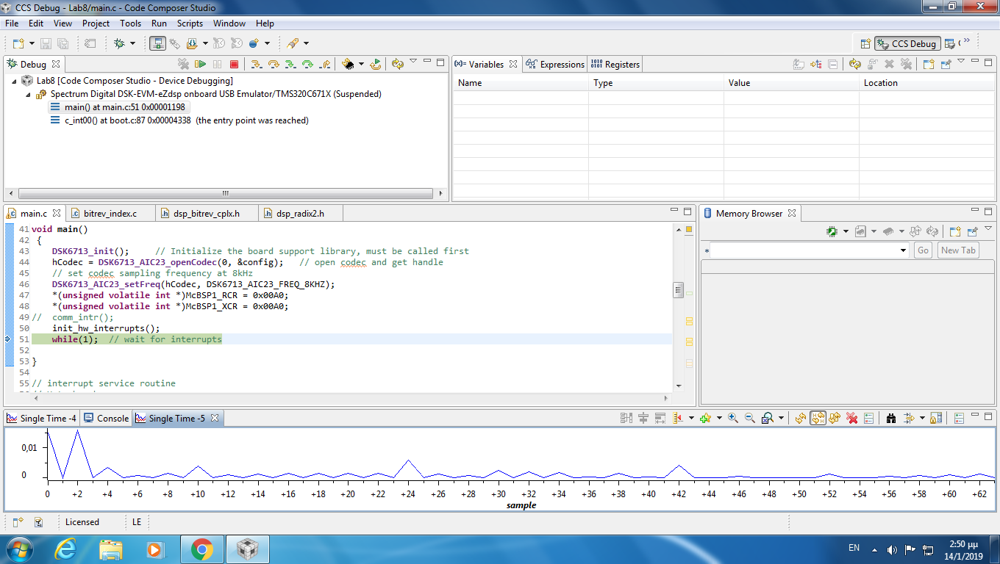 CCS Debug - Lab8/main.c - Code Composer Studio
File Edit View Project Tools Run Scripts Window Help
CCS Debug
Debug
Lab8 [Code Composer Studio - Device Debugging]
Spectrum Digital DSK-EVM-eZdsp onboard USB Emulator/TMS320C671X (Suspended)
main() at main.c:51 0x00001198
c_int00() at boot.c:87 0x00004338 (the entry point was reached)
(x)= Variables Expressions 1010 0101 Registers
Name Type Value Location
main.c bitrev_index.c dsp_bitrev_cplx.h dsp_radix2.h
41 void main()
42 {
43 DSK6713_init(); // Initialize the board support library, must be called first
44 hCodec = DSK6713_AIC23_openCodec(0, &config); // open codec and get handle
45 // set codec sampling frequency at 8kHz
46 DSK6713_AIC23_setFreq(hCodec, DSK6713_AIC23_FREQ_8KHZ);
47 *(unsigned volatile int *)McBSP1_RCR = 0x00A0;
48 *(unsigned volatile int *)McBSP1_XCR = 0x00A0;
49 // comm_intr();
50 init_hw_interrupts();
51 while(1); // wait for interrupts
52
53 }
54
55 // interrupt service routine
Memory Browser
Go New Tab
Single Time -4 Console Single Time -5
0,01
0
0 +2 +4 +6 +8 +10 +12 +14 +16 +18 +20 +22 +24 +26 +28 +30 +32 +34 +36 +38 +40 +42 +44 +46 +48 +50 +52 +54 +56 +58 +60 +62
sample
Licensed LE
EN 2:50 μμ
14/1/2019